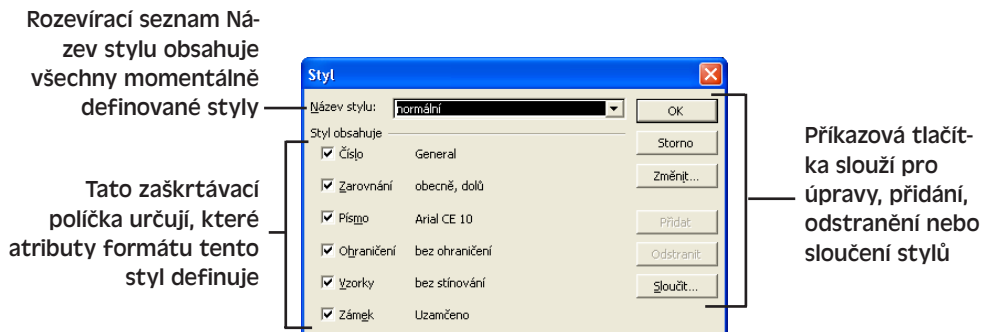 Rozevírací seznam Ná-
zev stylu obsahuje
všechny momentálně
definované styly
Tato zaškrtávací
políčka určují, které
atributy formátu tento
styl definuje
Styl
Název stylu: normální
Styl obsahuje
Číslo General
Zarovnání obecně, dolů
Písmo Arial CE 10
Ohraničení bez ohraničení
Vzorky bez stínování
Zámek Uzamčeno
OK
Storno
Změnit...
Přidat
Odstranit
Sloučit...
Příkazová tlačít-
ka slouží pro
úpravy, přidání,
odstranění nebo
sloučení stylů